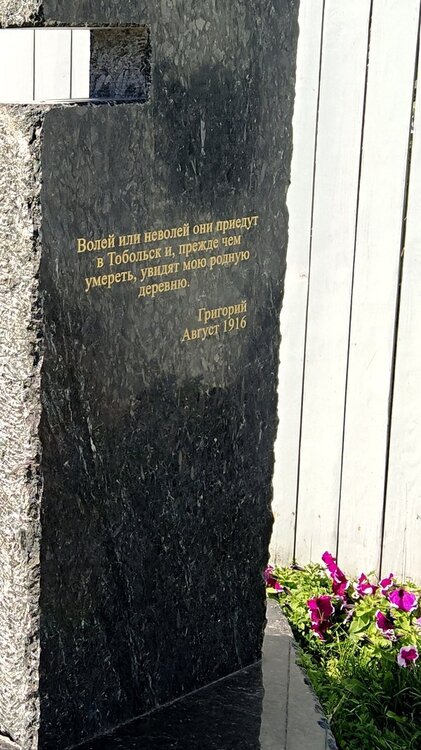 Волей или неволей они приедут
в Тобольск и, прежде чем
умереть, увидят мою родную
деревню.
Григорий
Август 1916